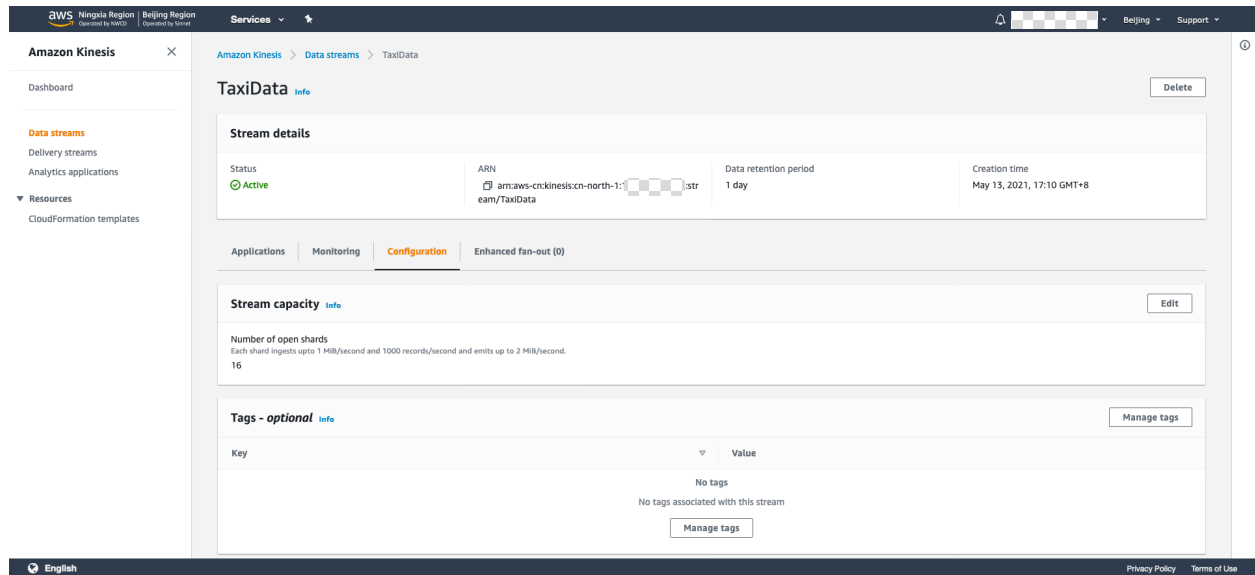 aws Ningxia Region Beijing Region
Operated by NWCD Operated by Sinnet
Services
Beijing
Support
Amazon Kinesis
Dashboard
Data streams
Delivery streams
Analytics applications
Resources
CloudFormation templates
Amazon Kinesis > Data streams > TaxiData
TaxiData Info
Delete
Stream details
Status
Active
ARN
arn:aws-cn:kinesis:cn-north-1: :str
eam/TaxiData
Data retention period
1 day
Creation time
May 13, 2021, 17:10 GMT+8
Applications
Monitoring
Configuration
Enhanced fan-out (0)
Stream capacity Info
Edit
Number of open shards
Each shard ingests upto 1 MiB/second and 1000 records/second and emits up to 2 MiB/second.
16
Tags - optional Info
Manage tags
Key
Value
No tags
No tags associated with this stream
Manage tags
English
Privacy Policy
Terms of Use